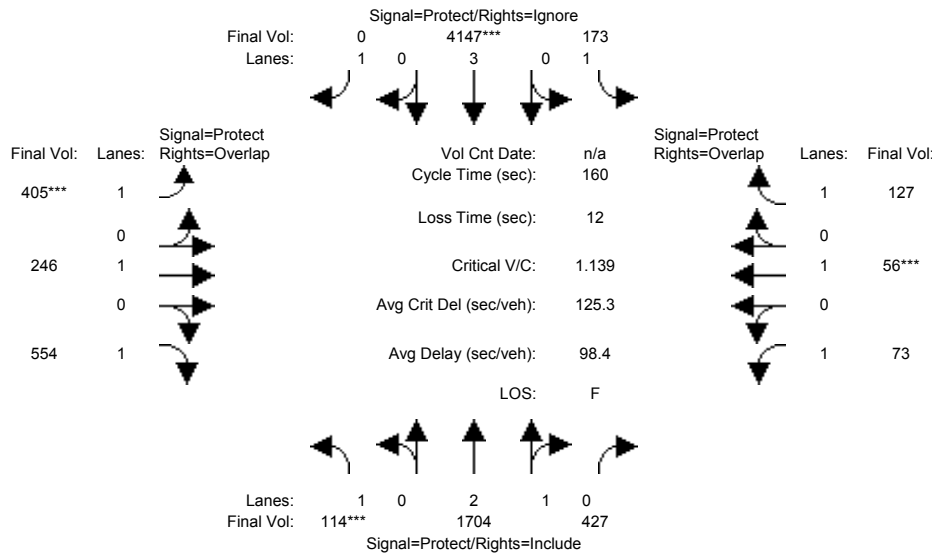 Signal=Protect/Rights=Ignore
Final Vol: 0 4147*** 173
Lanes: 1 0 3 0 1
Signal=Protect Signal=Protect
Final Vol: Lanes: Rights=Overlap Vol Cnt Date: n/a Rights=Overlap Lanes: Final Vol:
Cycle Time (sec): 160
405*** 1 1 127
Loss Time (sec): 12
0 0
246 1 Critical V/C: 1.139 1 56***
0 Avg Crit Del (sec/veh): 125.3 0
554 1 Avg Delay (sec/veh): 98.4 1 73
LOS: F
Lanes: 1 0 2 1 0
Final Vol: 114*** 1704 427
Signal=Protect/Rights=Include